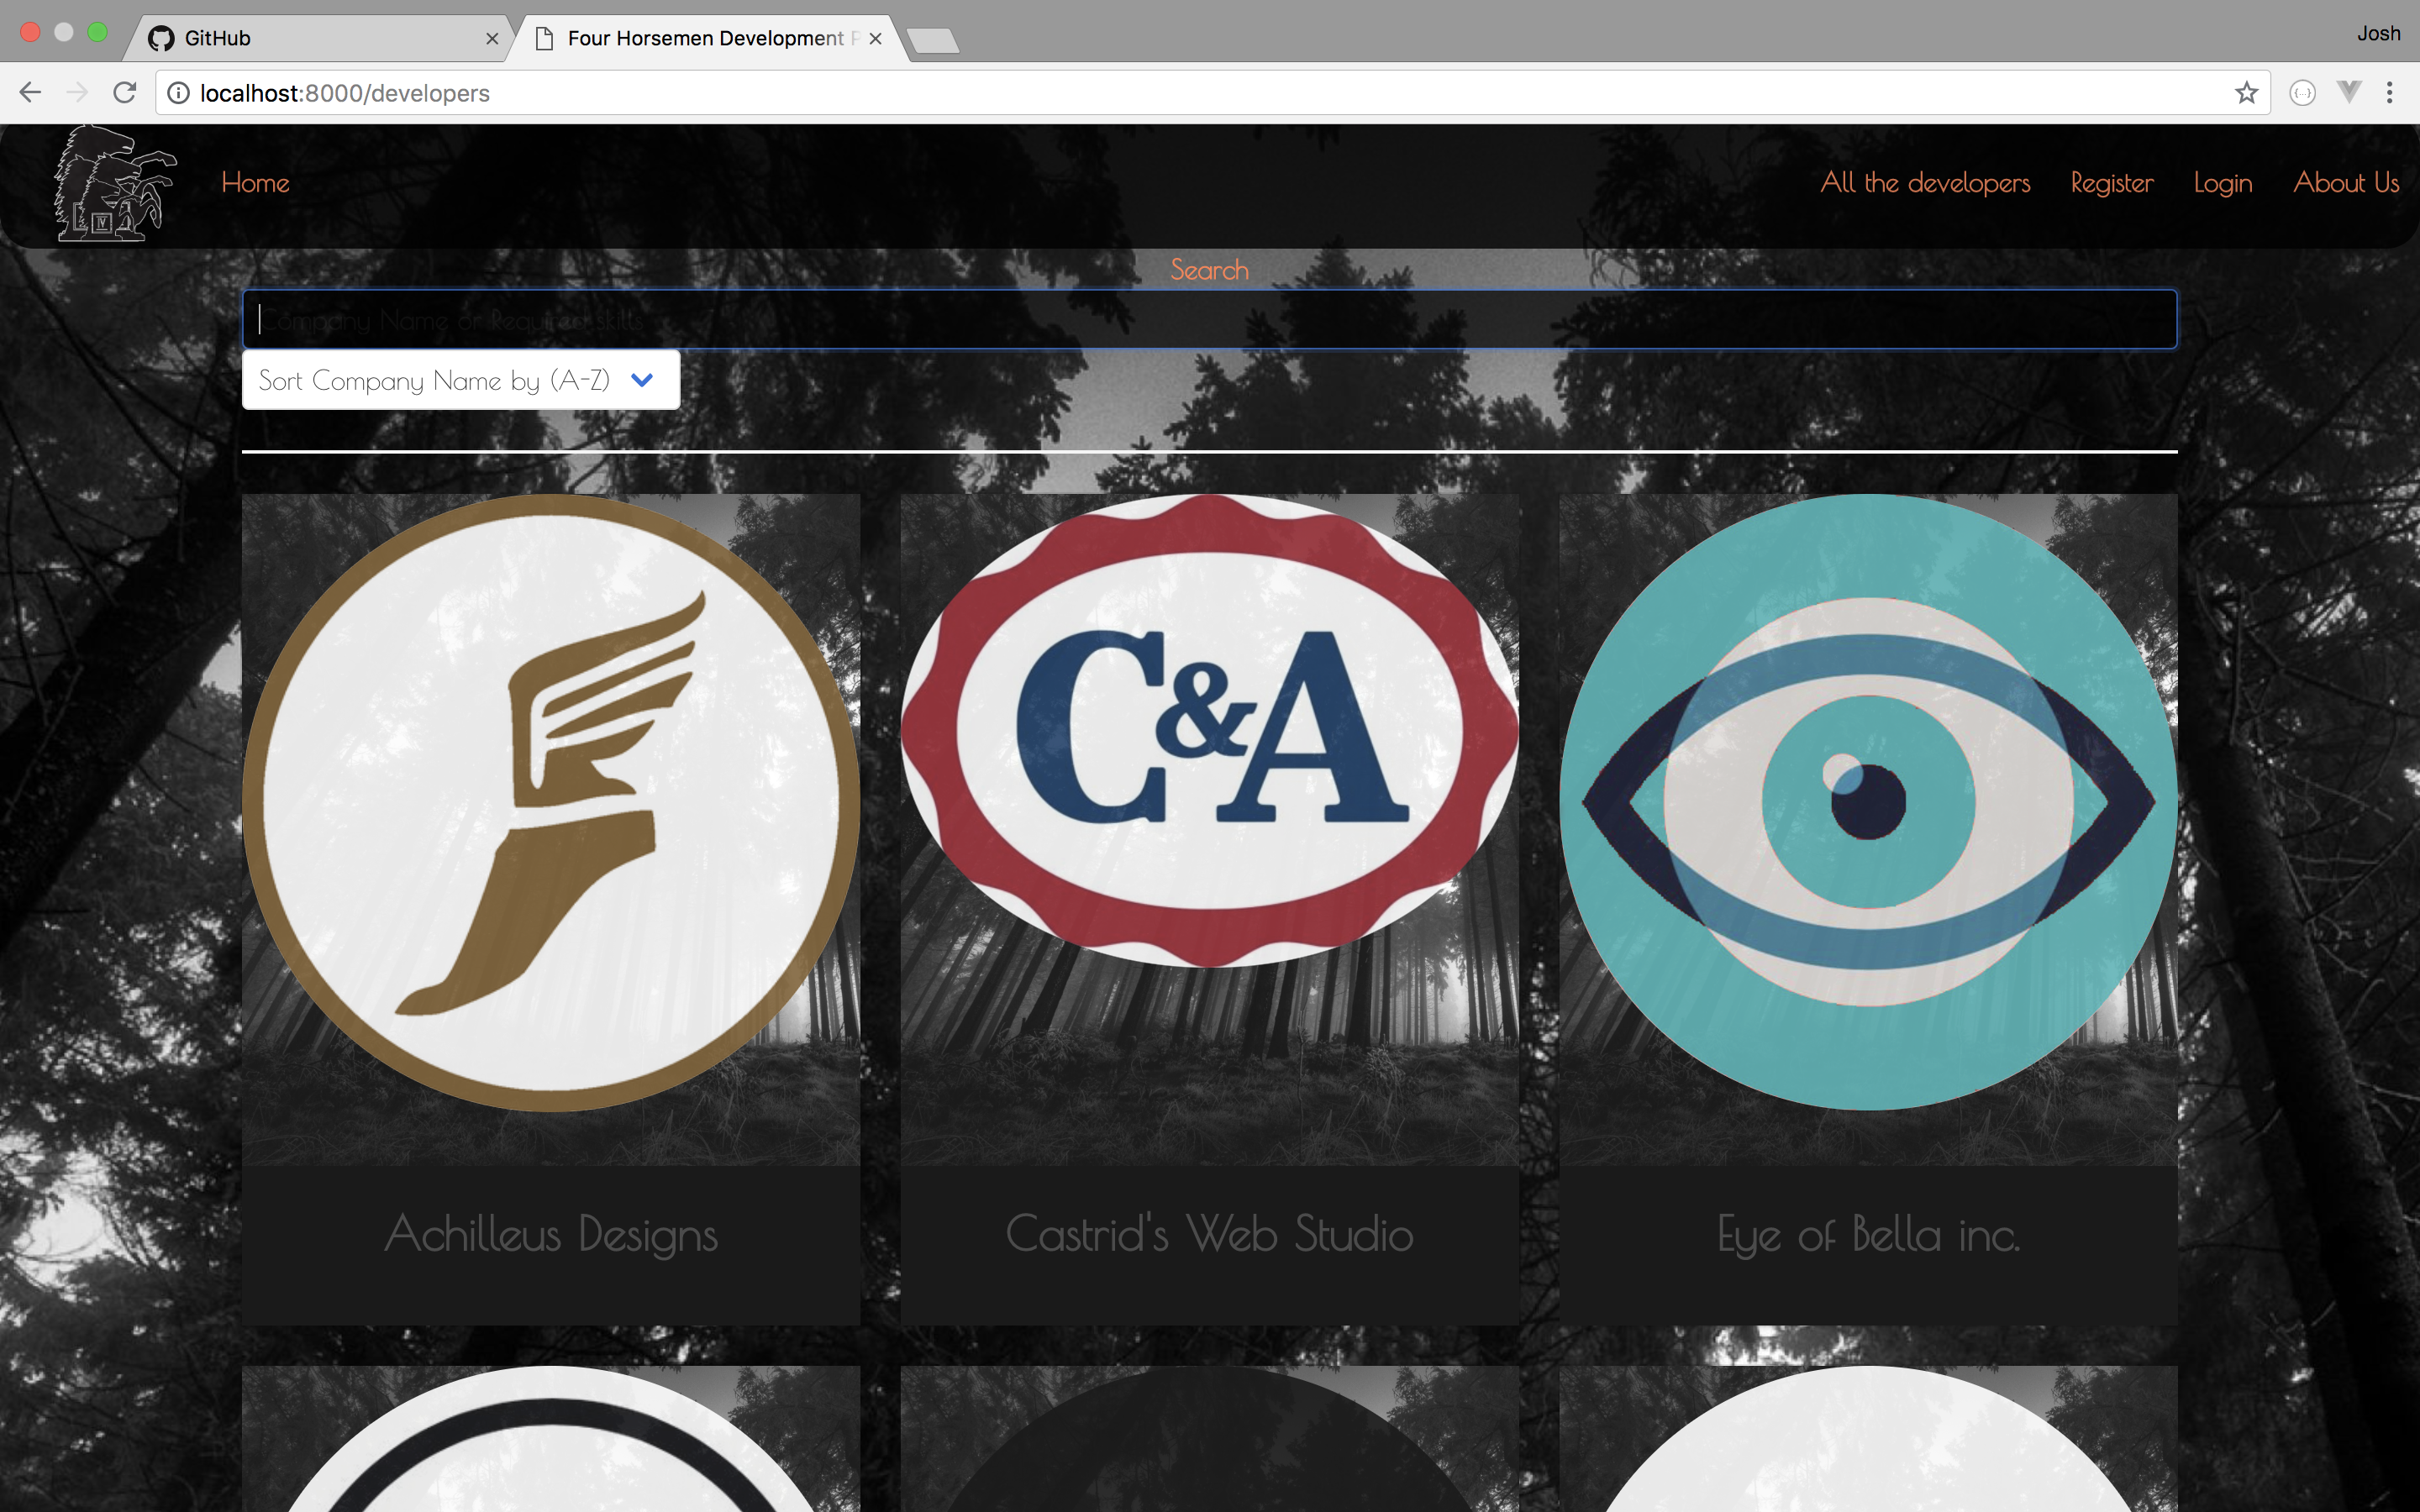 GitHub
Four Horsemen Development P
Josh
localhost:8000/developers
Home
All the developers
Register
Login
About Us
IV
Search
Company Name or Required skills
Sort Company Name by (A-Z)
C&A
Achilleus Designs
Castrid's Web Studio
Eye of Bella inc.